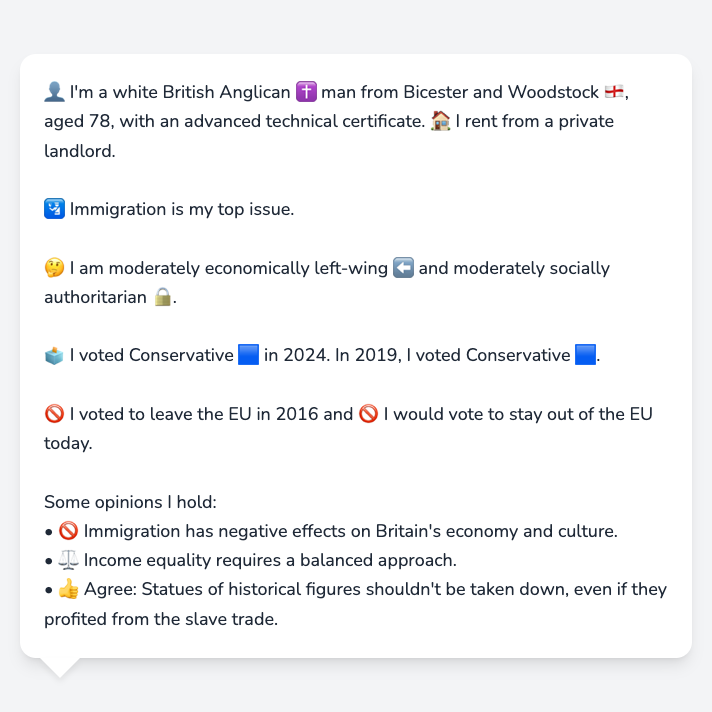 👤 I'm a white British Anglican ✝️ man from Bicester and Woodstock 🏴󠁧󠁢󠁥󠁮󠁧󠁿,
aged 78, with an advanced technical certificate. 🏠 I rent from a private
landlord.
🛂 Immigration is my top issue.
🤔 I am moderately economically left-wing ⬅️ and moderately socially
authoritarian 🔒.
🗳️ I voted Conservative 🟦 in 2024. In 2019, I voted Conservative 🟦.
🚫 I voted to leave the EU in 2016 and 🚫 I would vote to stay out of the EU
today.
Some opinions I hold:
• 🚫 Immigration has negative effects on Britain's economy and culture.
• ⚖️ Income equality requires a balanced approach.
• 👍 Agree: Statues of historical figures shouldn't be taken down, even if they
profited from the slave trade.